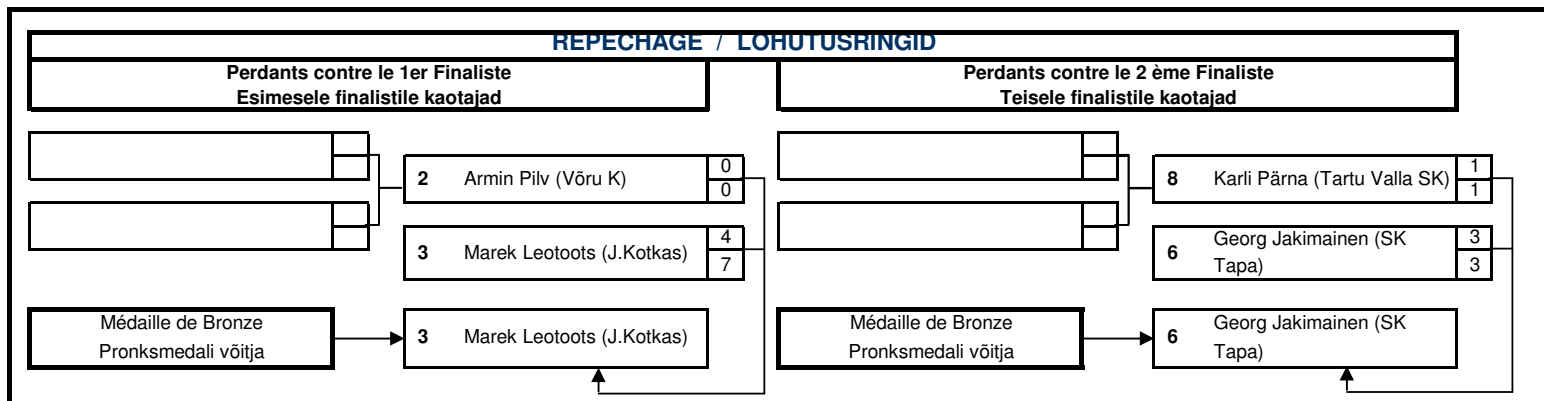 REPECHAGE / LOHUTUSRINGID
Perdants contre le 1er Finaliste
Esimesele finalistile kaotajad
Perdants contre le 2 ème Finaliste
Teisele finalistile kaotajad
2 Armin Pilv (Võru K) 0
0
3 Marek Leotoots (J.Kotkas) 4
7
8 Karli Pärna (Tartu Valla SK) 1
1
6 Georg Jakimainen (SK 3
Tapa) 3
Médaille de Bronze
Pronksmedali võitja
3 Marek Leotoots (J.Kotkas)
Médaille de Bronze
Pronksmedali võitja
6 Georg Jakimainen (SK
Tapa)